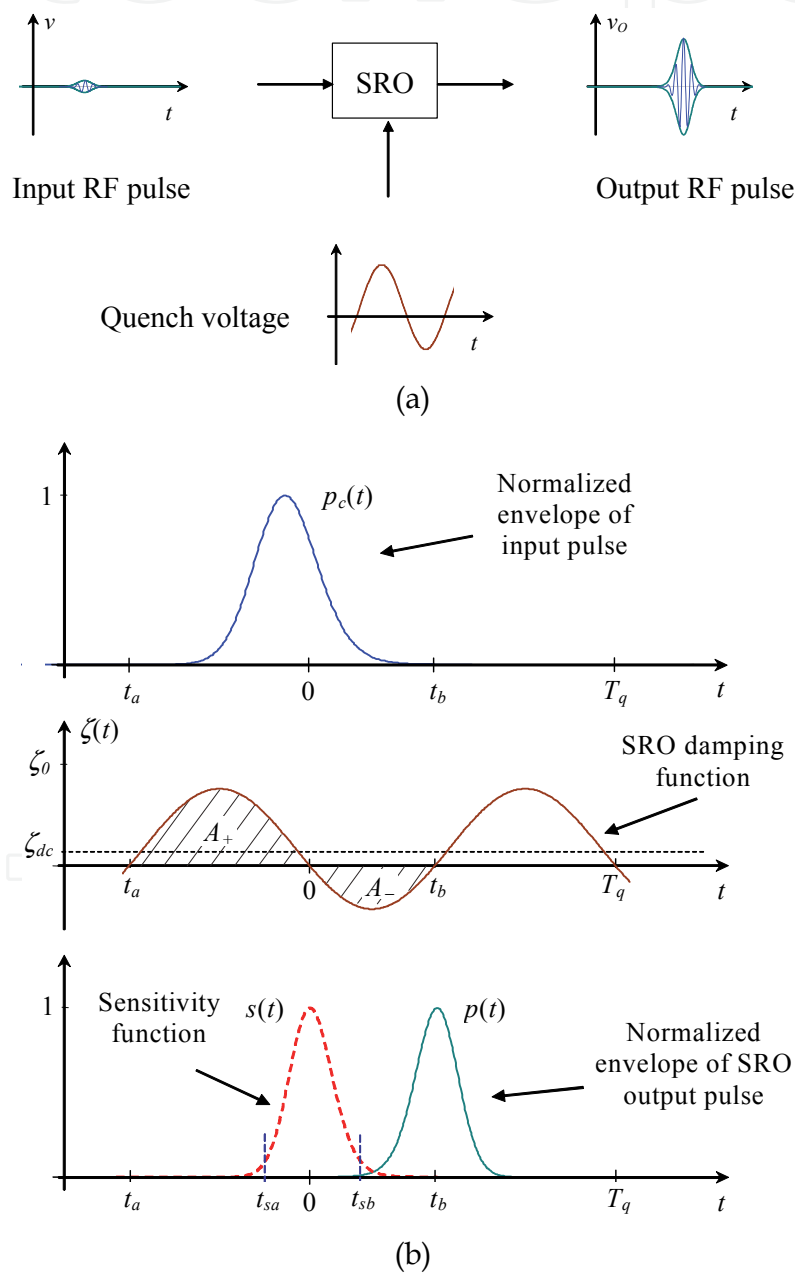 v
t
Input RF pulse
SRO
v_O
t
Output RF pulse
Quench voltage
t
(a)
1
p_c(t)
Normalized
envelope of
input pulse
t_a
0
t_b
T_q
t
ζ(t)
ζ_0
ζ_dc
A_+
A_−
SRO damping
function
t_a
0
t_b
T_q
t
1
Sensitivity
function
s(t)
p(t)
Normalized
envelope of SRO
output pulse
t_a
t_sa
0
t_sb
t_b
T_q
t
(b)